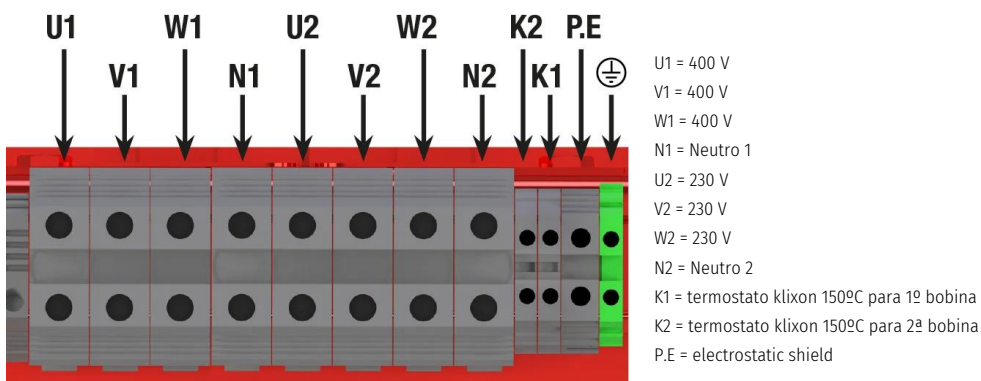 U1 W1 U2 W2 K2 P.E
V1 N1 V2 N2 K1
U1 = 400 V
V1 = 400 V
W1 = 400 V
N1 = Neutro 1
U2 = 230 V
V2 = 230 V
W2 = 230 V
N2 = Neutro 2
K1 = termostato klixon 150ºC para 1º bobina
K2 = termostato klixon 150ºC para 2ª bobina
P.E = electrostatic shield